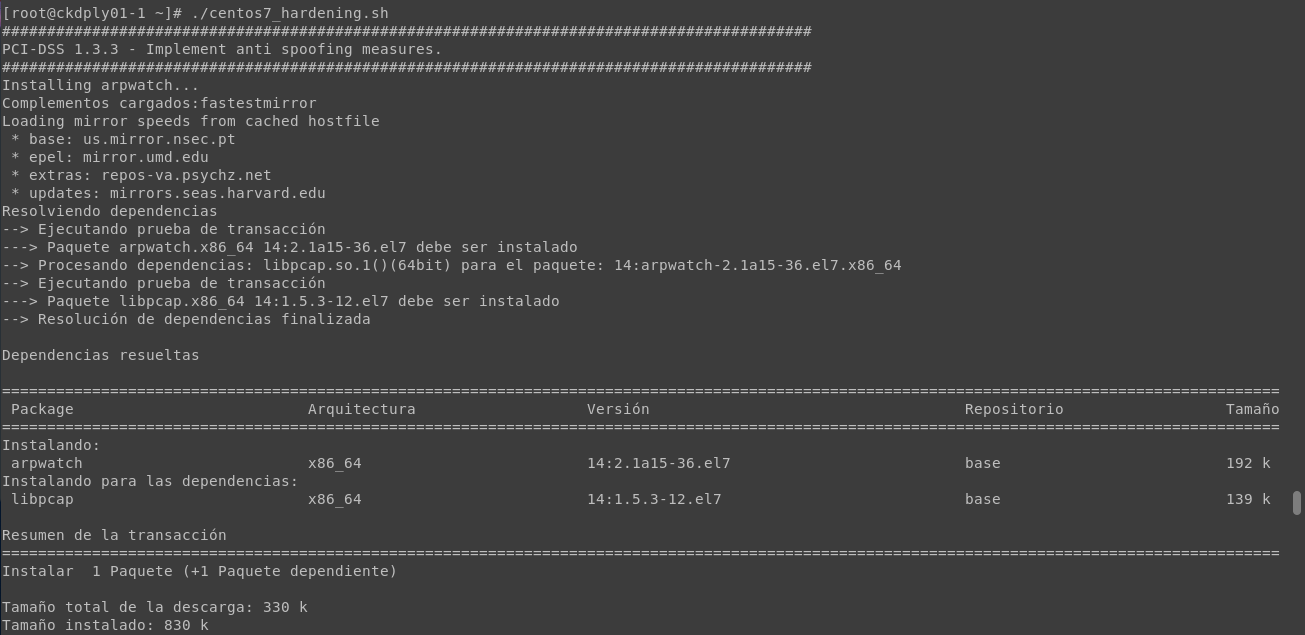 [root@ckdply01-1 ~]# ./centos7_hardening.sh
##########################################################################################
PCI-DSS 1.3.3 - Implement anti spoofing measures.
##########################################################################################
Installing arpwatch...
Complementos cargados:fastestmirror
Loading mirror speeds from cached hostfile
 * base: us.mirror.nsec.pt
 * epel: mirror.umd.edu
 * extras: repos-va.psychz.net
 * updates: mirrors.seas.harvard.edu
Resolviendo dependencias
--> Ejecutando prueba de transacción
---> Paquete arpwatch.x86_64 14:2.1a15-36.el7 debe ser instalado
--> Procesando dependencias: libpcap.so.1()(64bit) para el paquete: 14:arpwatch-2.1a15-36.el7.x86_64
--> Ejecutando prueba de transacción
---> Paquete libpcap.x86_64 14:1.5.3-12.el7 debe ser instalado
--> Resolución de dependencias finalizada

Dependencias resueltas

==============================================================================================================================================
 Package                          Arquitectura                   Versión                                   Repositorio                  Tamaño
==============================================================================================================================================
Instalando:
 arpwatch                         x86_64                         14:2.1a15-36.el7                          base                         192 k
Instalando para las dependencias:
 libpcap                          x86_64                         14:1.5.3-12.el7                           base                         139 k

Resumen de la transacción
==============================================================================================================================================
Instalar  1 Paquete (+1 Paquete dependiente)

Tamaño total de la descarga: 330 k
Tamaño instalado: 830 k